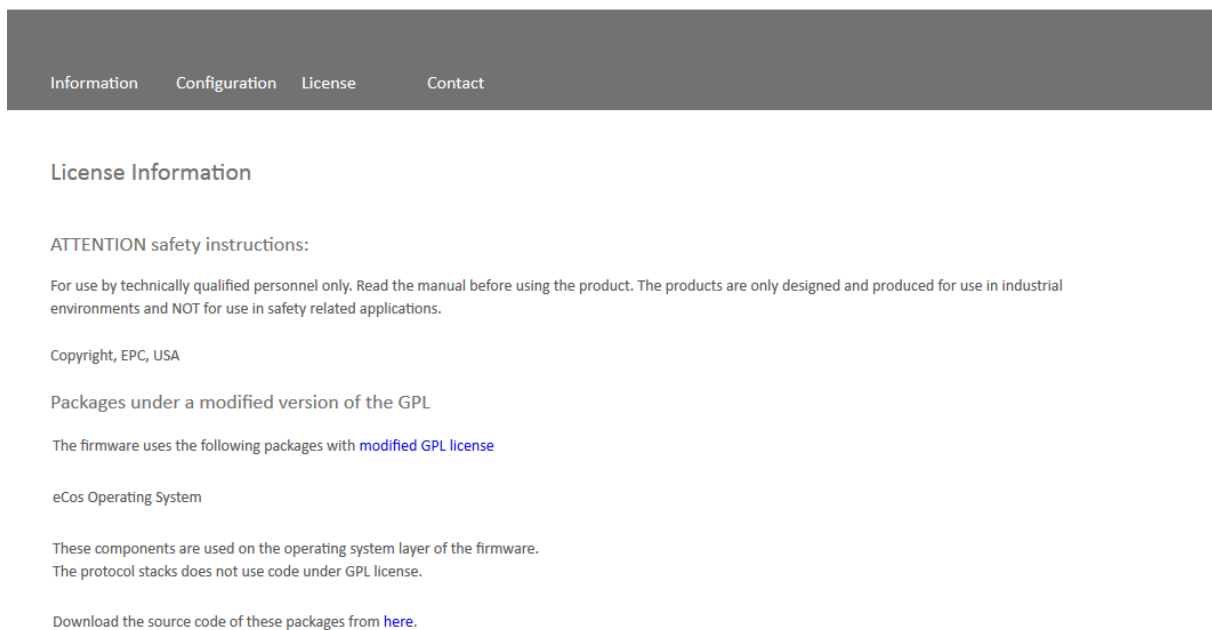 Information Configuration License Contact
License Information
ATTENTION safety instructions:
For use by technically qualified personnel only. Read the manual before using the product. The products are only designed and produced for use in industrial
environments and NOT for use in safety related applications.
Copyright, EPC, USA
Packages under a modified version of the GPL
The firmware uses the following packages with modified GPL license
eCos Operating System
These components are used on the operating system layer of the firmware.
The protocol stacks does not use code under GPL license.
Download the source code of these packages from here.